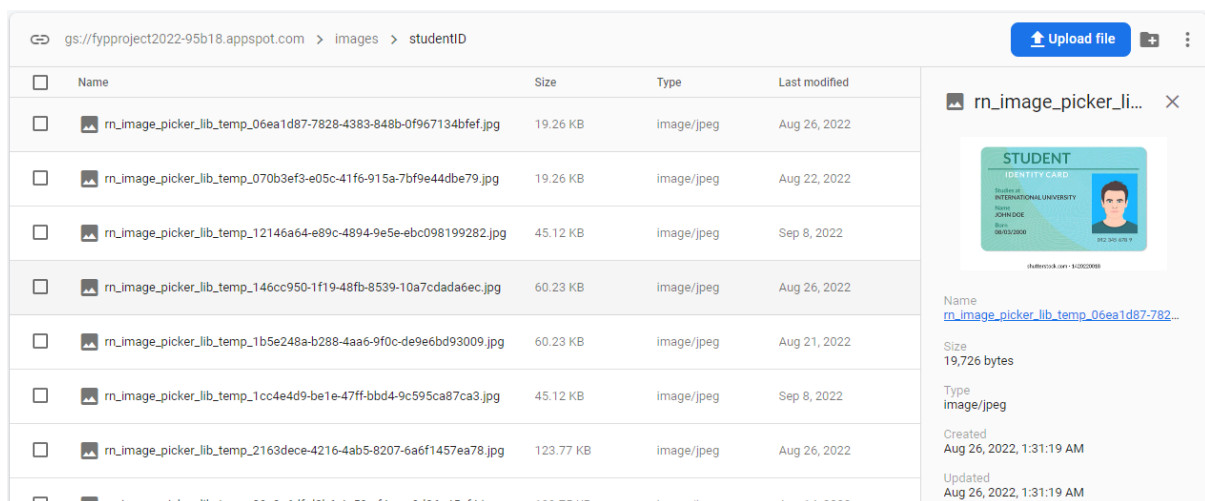 gs://fypproject2022-95b18.appspot.com > images > studentID
Upload file
Name Size Type Last modified
rn_image_picker_lib_temp_06ea1d87-7828-4383-848b-0f967134bfef.jpg 19.26 KB image/jpeg Aug 26, 2022
rn_image_picker_lib_temp_070b3ef3-e05c-41f6-915a-7bf9e44dbe79.jpg 19.26 KB image/jpeg Aug 22, 2022
rn_image_picker_lib_temp_12146a64-e89c-4894-9e5e-ebc098199282.jpg 45.12 KB image/jpeg Sep 8, 2022
rn_image_picker_lib_temp_146cc950-1f19-48fb-8539-10a7cdada6ec.jpg 60.23 KB image/jpeg Aug 26, 2022
rn_image_picker_lib_temp_1b5e248a-b288-4aa6-9f0c-de9e6bd93009.jpg 60.23 KB image/jpeg Aug 21, 2022
rn_image_picker_lib_temp_1cc4e4d9-be1e-47ff-bbd4-9c595ca87ca3.jpg 45.12 KB image/jpeg Sep 8, 2022
rn_image_picker_lib_temp_2163dece-4216-4ab5-8207-6a6f1457ea78.jpg 123.77 KB image/jpeg Aug 26, 2022
rn_image_picker_li...
STUDENT
IDENTITY CARD
Studies at
INTERNATIONAL UNIVERSITY
Name
JOHN DOE
Born
08/03/2000
012 345 678 9
Name
rn_image_picker_lib_temp_06ea1d87-782...
Size
19,726 bytes
Type
image/jpeg
Created
Aug 26, 2022, 1:31:19 AM
Updated
Aug 26, 2022, 1:31:19 AM